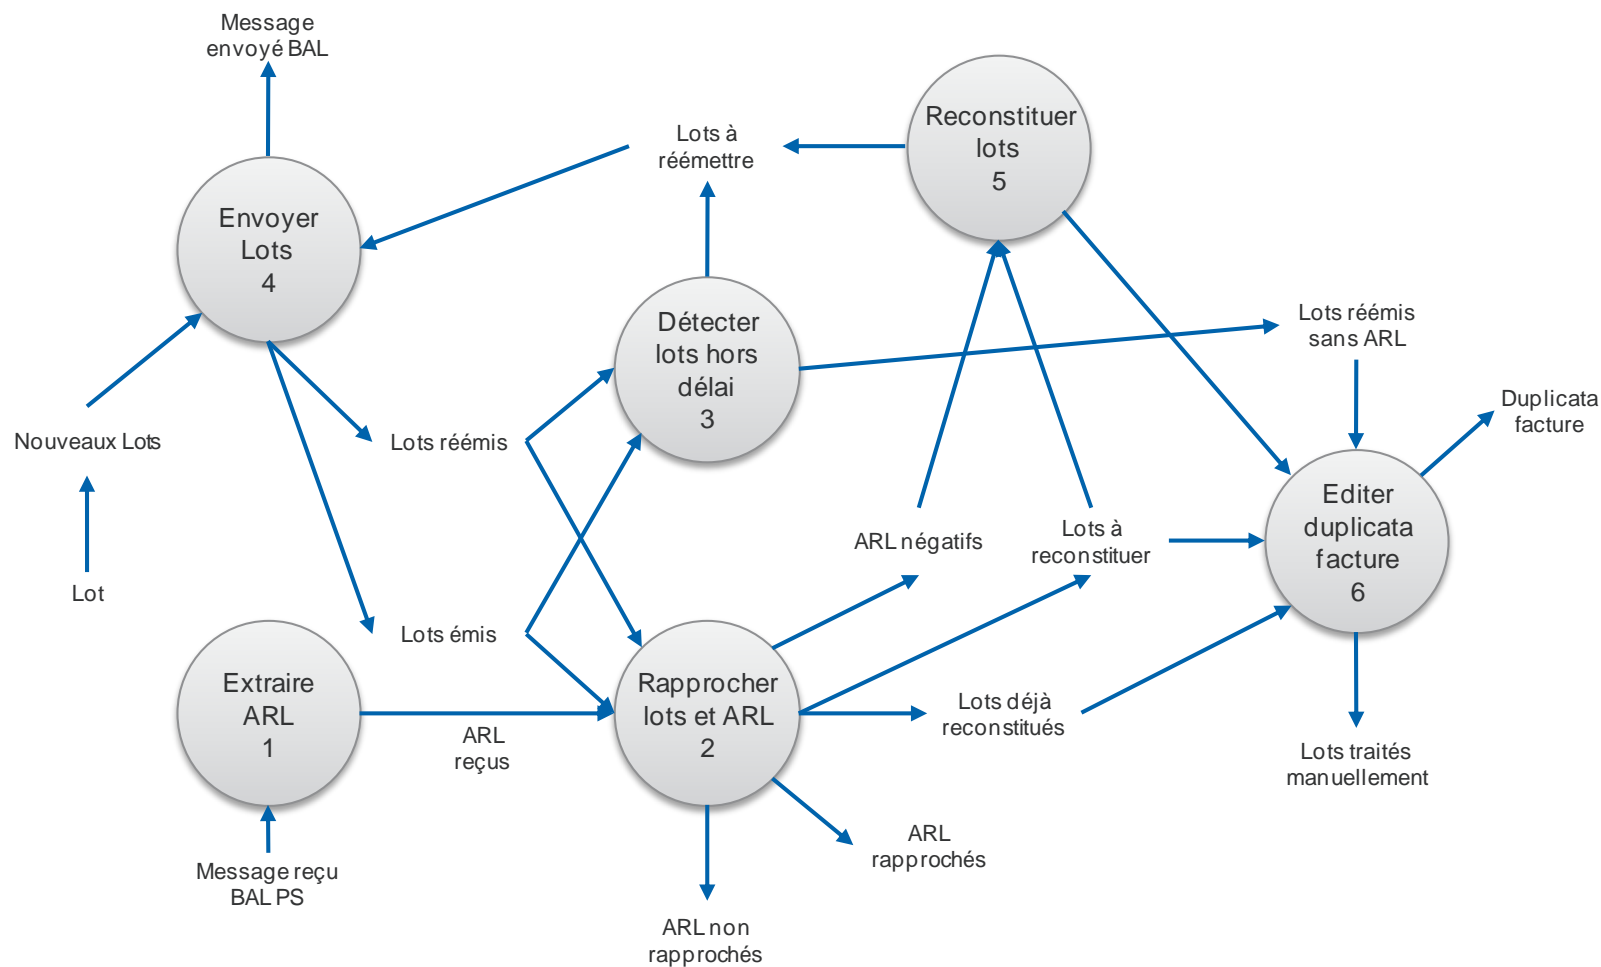 Message
envoyé BAL
Reconstituer
lots
5
Lots à
réémettre
Envoyer
Lots
4
Détecter
lots hors
délai
3
Lots réémis
sans ARL
Duplicata
facture
Nouveaux Lots
Lots réémis
Editer
duplicata
facture
6
ARL négatifs
Lots à
reconstituer
Lot
Lots émis
Extraire
ARL
1
ARL
reçus
Rapprocher
lots et ARL
2
Lots déjà
reconstitués
Lots traités
manuellement
ARL
rapprochés
Message reçu
BAL PS
ARL non
rapprochés